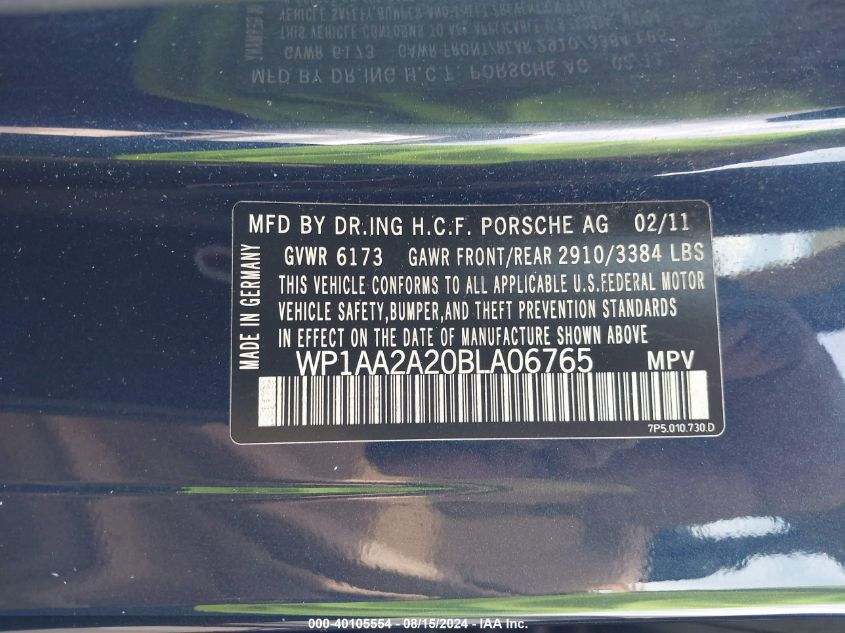 MFD BY DR.ING H.C.F. PORSCHE AG 02/11
GVWR 6173 GAWR FRONT/REAR 2910/3384 LBS
THIS VEHICLE CONFORMS TO ALL APPLICABLE U.S.FEDERAL MOTOR
VEHICLE SAFETY,BUMPER,AND THEFT PREVENTION STANDARDS
IN EFFECT ON THE DATE OF MANUFACTURE SHOWN ABOVE
MADE IN GERMANY
WP1AA2A20BLA06765 MPV
7P5.010.730.D
000-40105554 - 08/15/2024 - IAA Inc.